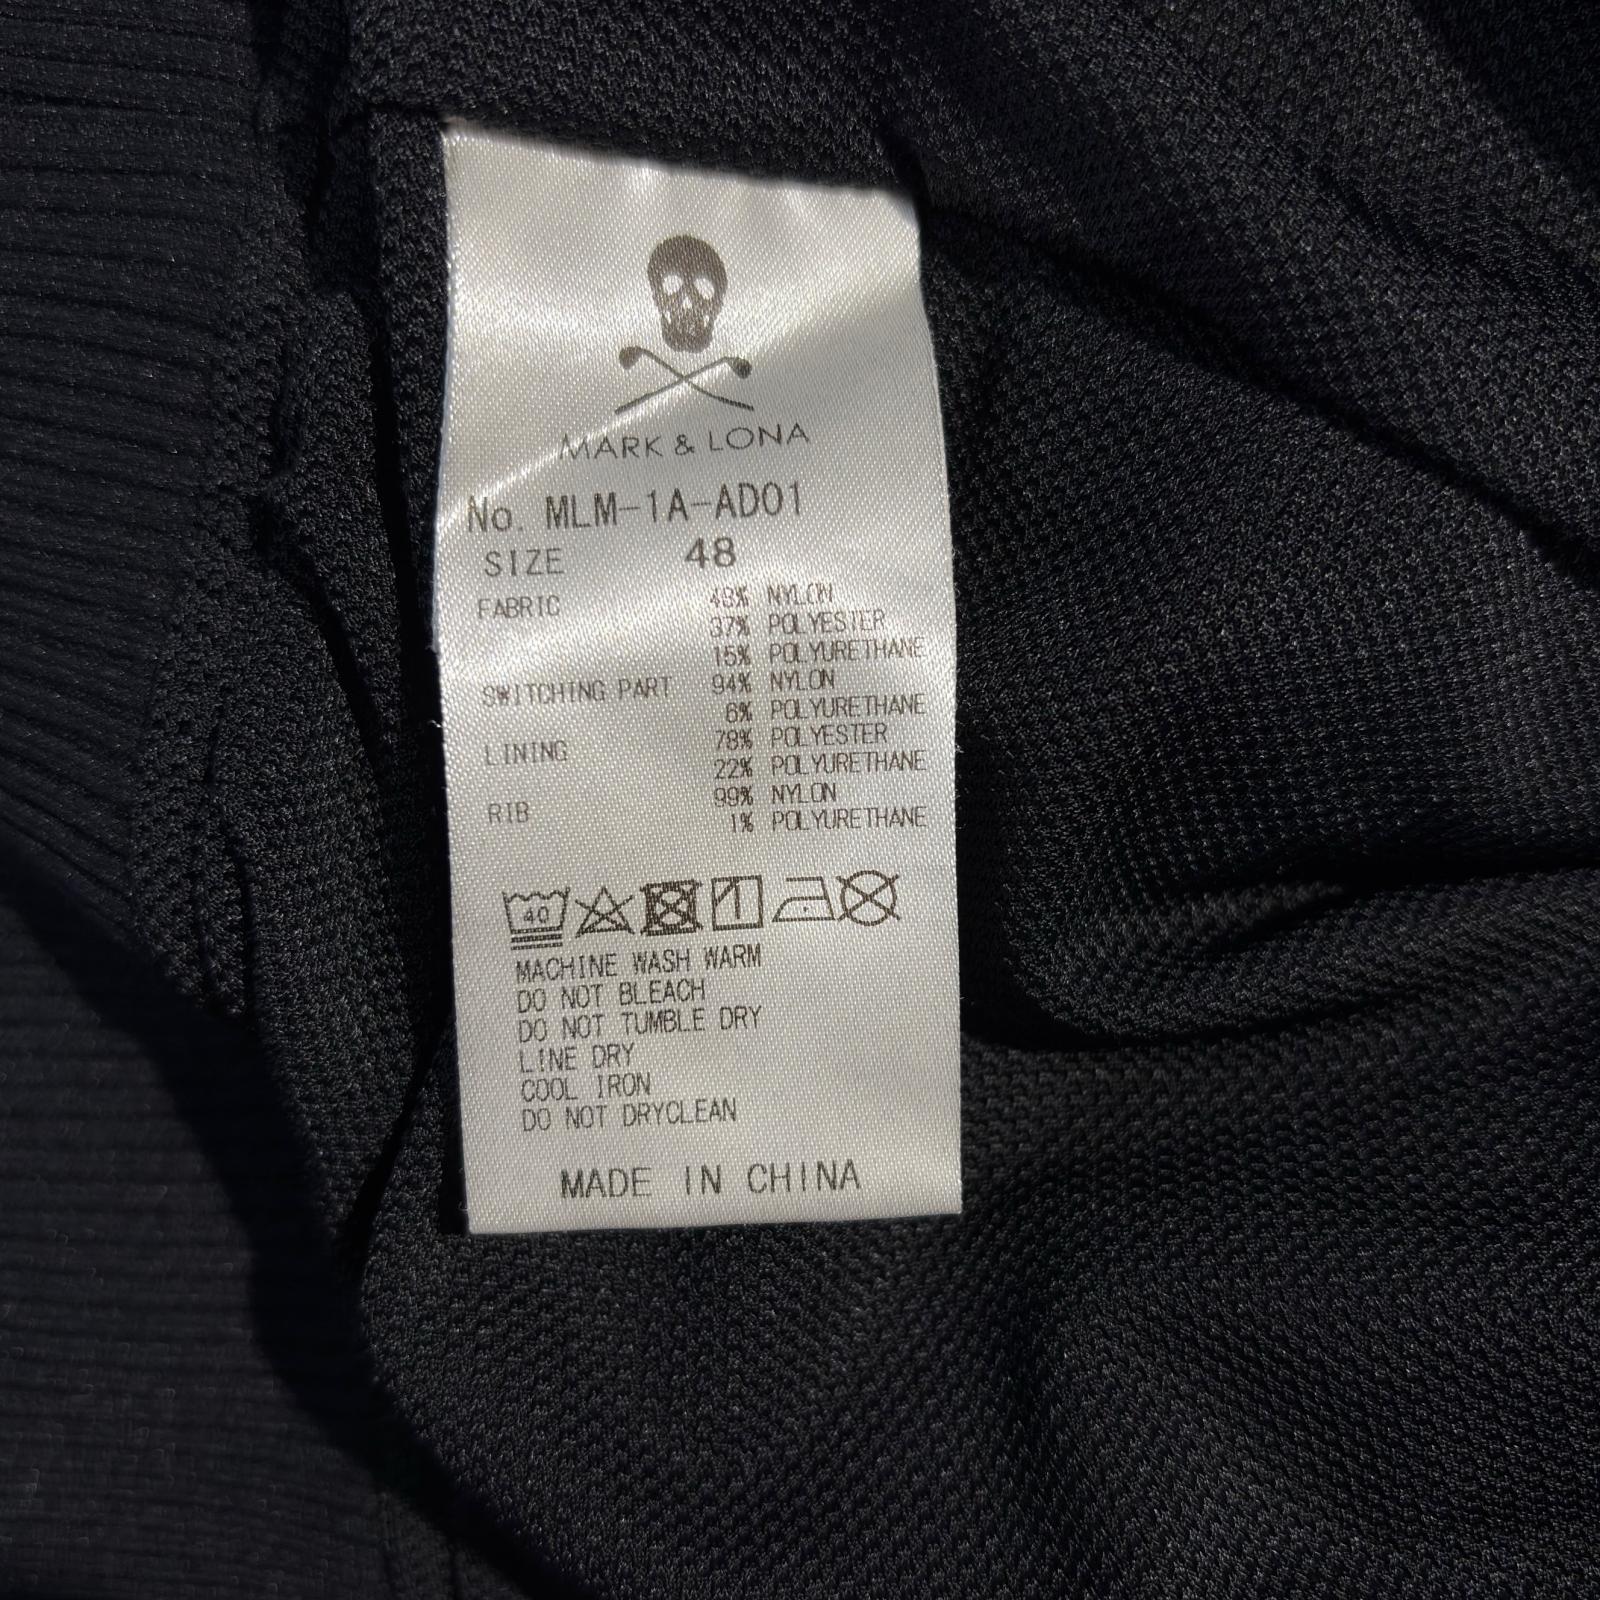 MARK & LONA
No. MLM-1A-AD01
SIZE 48
FABRIC 48% NYLON
37% POLYESTER
15% POLYURETHANE
SWITCHING PART 94% NYLON
6% POLYURETHANE
LINING 78% POLYESTER
22% POLYURETHANE
RIB 99% NYLON
1% POLYURETHANE
40
MACHINE WASH WARM
DO NOT BLEACH
DO NOT TUMBLE DRY
LINE DRY
COOL IRON
DO NOT DRYCLEAN
MADE IN CHINA